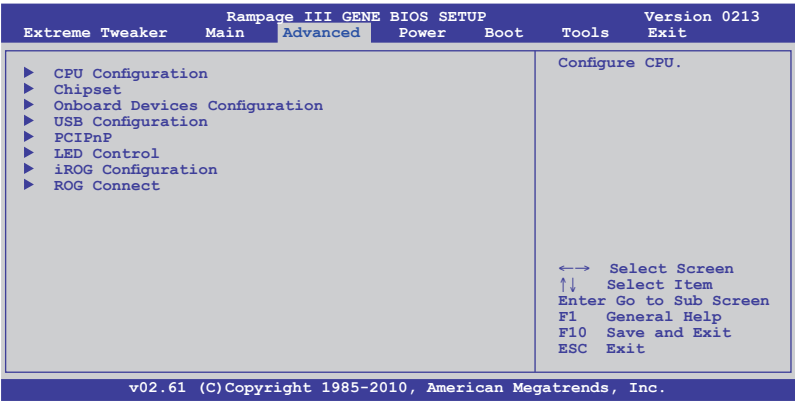 Rampage III GENE BIOS SETUP Version 0213
Extreme Tweaker Main Advanced Power Boot Tools Exit
CPU Configuration
Chipset
Onboard Devices Configuration
USB Configuration
PCIPnP
LED Control
iROG Configuration
ROG Connect
Configure CPU.
←→ Select Screen
↑↓ Select Item
Enter Go to Sub Screen
F1 General Help
F10 Save and Exit
ESC Exit
v02.61 (C)Copyright 1985-2010, American Megatrends, Inc.